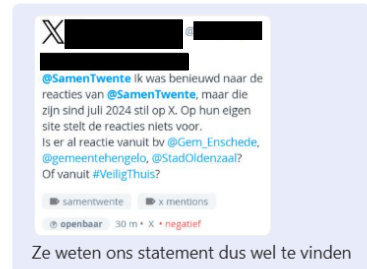 @
@SamenTwente Ik was benieuwd naar de
reacties van @SamenTwente, maar die
zijn sind juli 2024 stil op X. Op hun eigen
site stelt de reacties niets voor.
Is er al reactie vanuit bv @Gem_Enschede,
@gemeentehengelo, @StadOldenzaal?
Of vanuit #VeiligThuis?
samentwente x mentions
openbaar 30 m • X • negatief
Ze weten ons statement dus wel te vinden